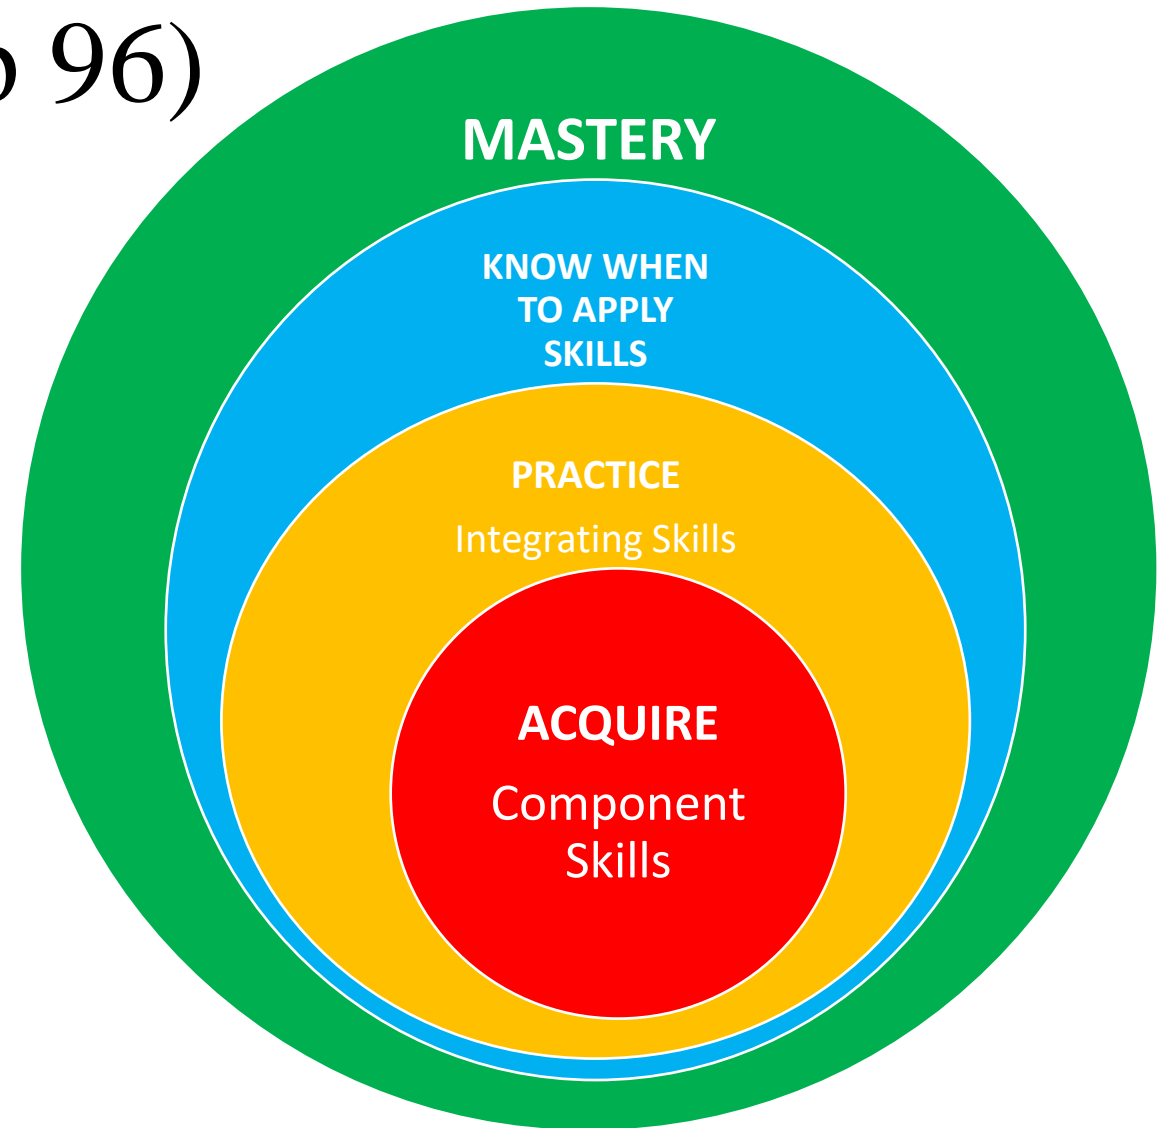 96)
MASTERY
KNOW WHEN
TO APPLY
SKILLS
PRACTICE
Integrating Skills
ACQUIRE
Component
Skills